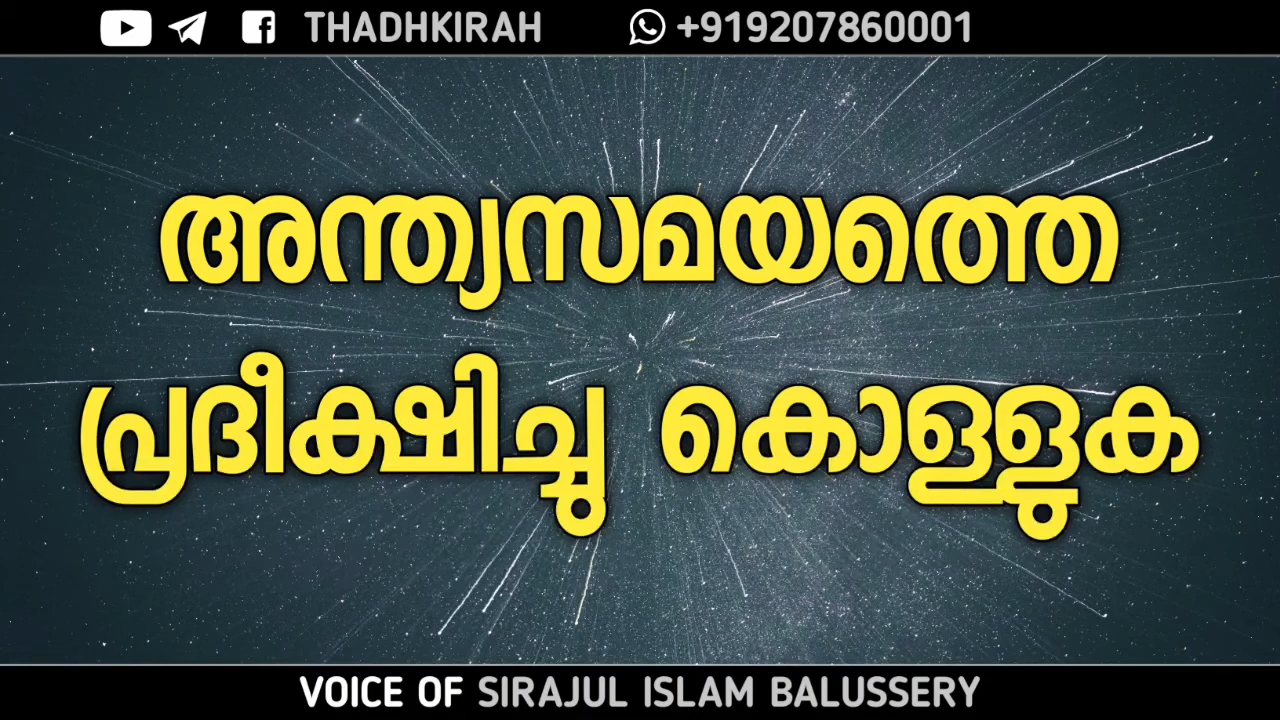 THADHKIRAH +919207860001
അന്ത്യസമയത്തെ
പ്രദീക്ഷിച്ചു കൊള്ളുക
VOICE OF SIRAJUL ISLAM BALUSSERY